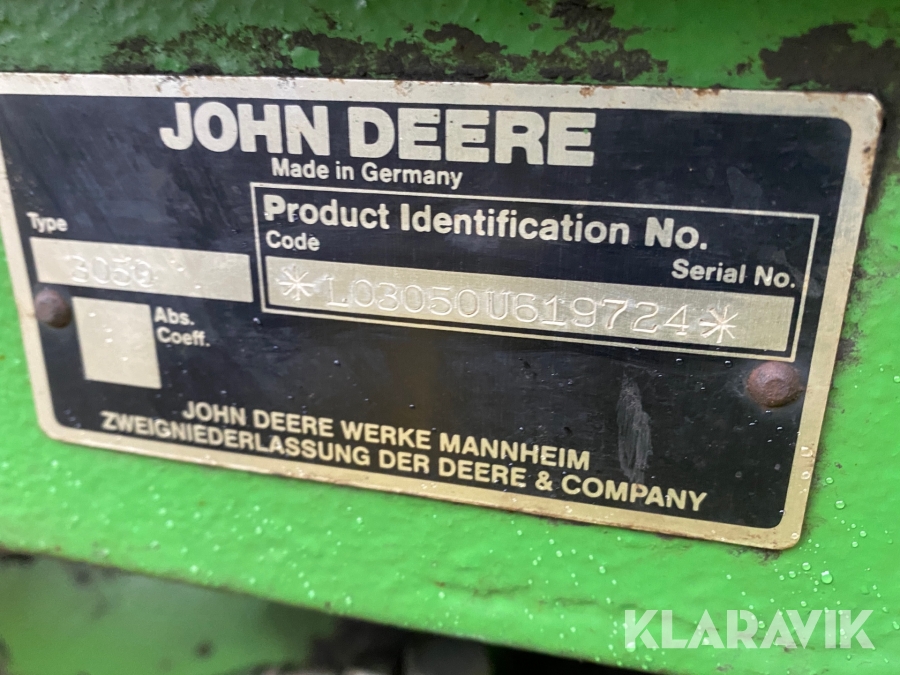 JOHN DEERE
Made in Germany
Product Identification No.
Type
Code
Serial No.
3050
*L03050U619724*
Abs.
Coeff.
JOHN DEERE WERKE MANNHEIM
ZWEIGNIEDERLASSUNG DER DEERE & COMPANY
KLARAVIK